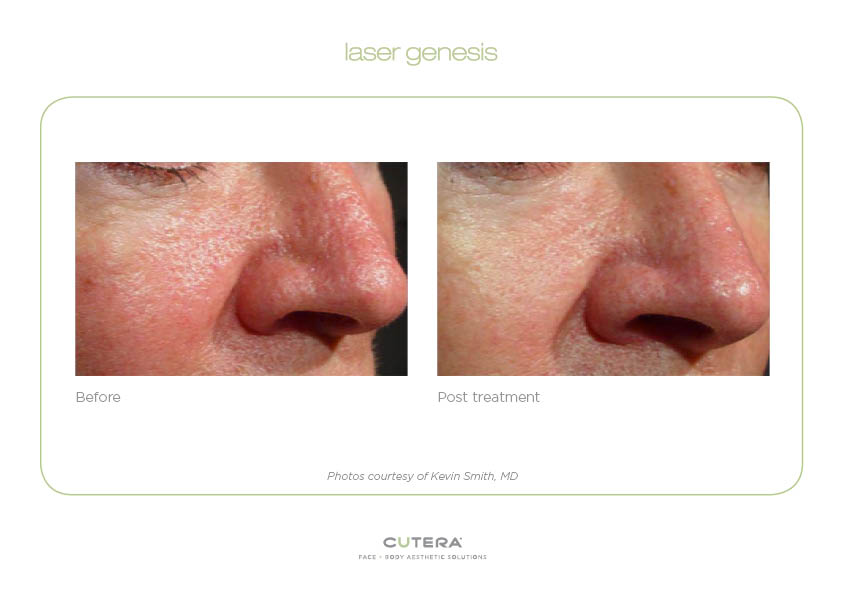 laser genesis
Before
Post treatment
Photos courtesy of Kevin Smith, MD
CUTERA
FACE + BODY AESTHETIC SOLUTIONS